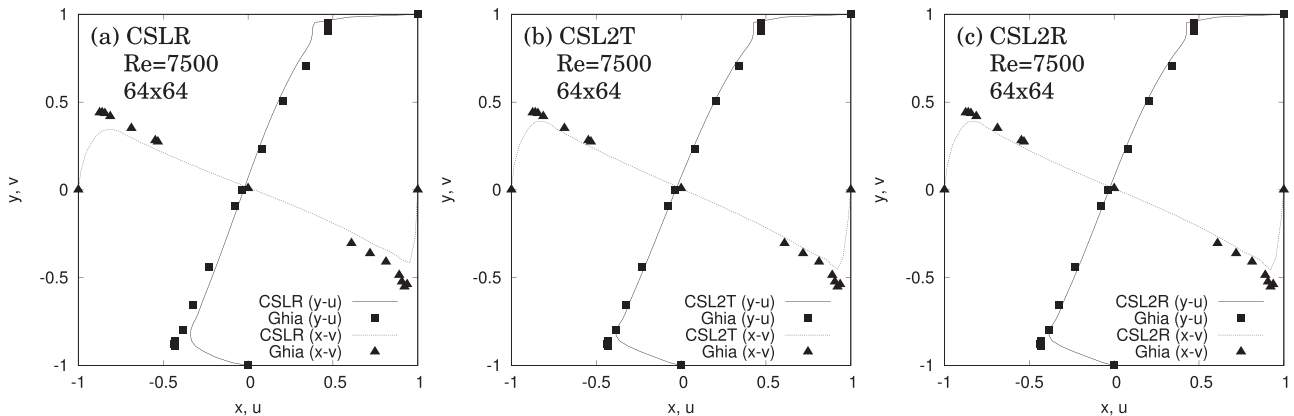 (a) CSLR
Re=7500
64x64
1
0.5
0
-0.5
-1
y, v
CSLR (y-u)
Ghia (y-u)
CSLR (x-v)
Ghia (x-v)
-1
-0.5
0
0.5
1
x, u
(b) CSL2T
Re=7500
64x64
1
0.5
0
-0.5
-1
y, v
CSL2T (y-u)
Ghia (y-u)
CSL2T (x-v)
Ghia (x-v)
-1
-0.5
0
0.5
1
x, u
(c) CSL2R
Re=7500
64x64
1
0.5
0
-0.5
-1
y, v
CSL2R (y-u)
Ghia (y-u)
CSL2R (x-v)
Ghia (x-v)
-1
-0.5
0
0.5
1
x, u